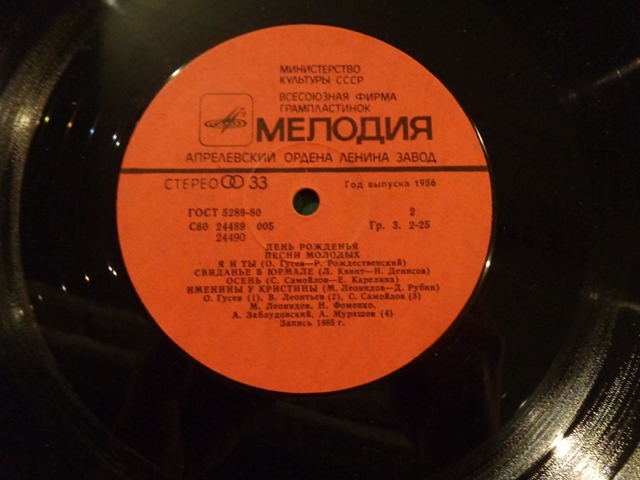 МИНИСТЕРСТВО
КУЛЬТУРЫ СССР
ВСЕСОЮЗНАЯ ФИРМА
ГРАМПЛАСТИНОК
МЕЛОДИЯ
АПРЕЛЕВСКИЙ ОРДЕНА ЛЕНИНА ЗАВОД
СТЕРЕО 33 Год выпуска 1986
ГОСТ 5289-80 2
С60 24489 005 Гр. 3. 2-25
24490
ДЕНЬ РОЖДЕНЬЯ
ПЕСНИ МОЛОДЫХ
Я И ТЫ (О. Гусев—Р. Рождественский)
СВИДАНЬЕ В ЮРМАЛЕ (Л. Квинт—Н. Денисов)
ОСЕНЬ (С. Самойлов—Е. Карелина)
ИМЕНИНЫ У КРИСТИНЫ (М. Леонидов—Д. Рубин)
О. Гусев (1), В. Леонтьев (2), С. Самойлов (3)
М. Леонидов, Н. Фоменко,
А. Заблудовский, А. Мурашов (4)
Запись 1985 г.